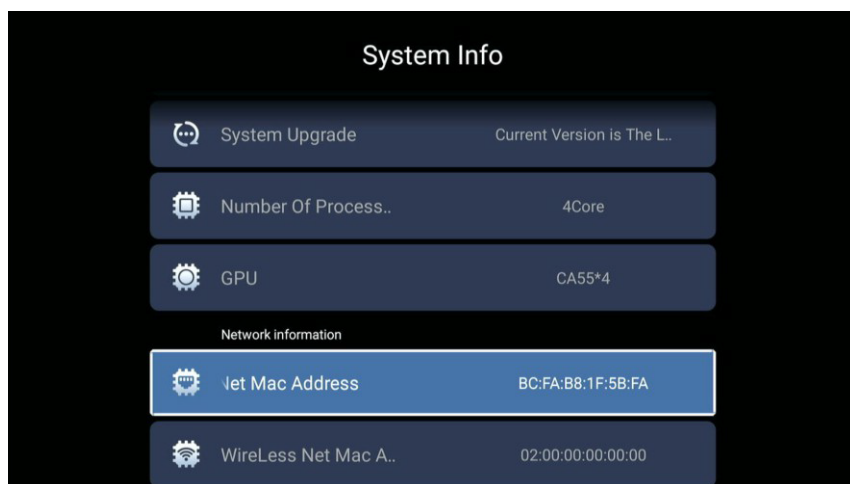 System Info
System Upgrade Current Version is The L..
Number Of Process.. 4Core
GPU CA55*4
Network information
Net Mac Address BC:FA:B8:1F:5B:FA
WireLess Net Mac A.. 02:00:00:00:00:00